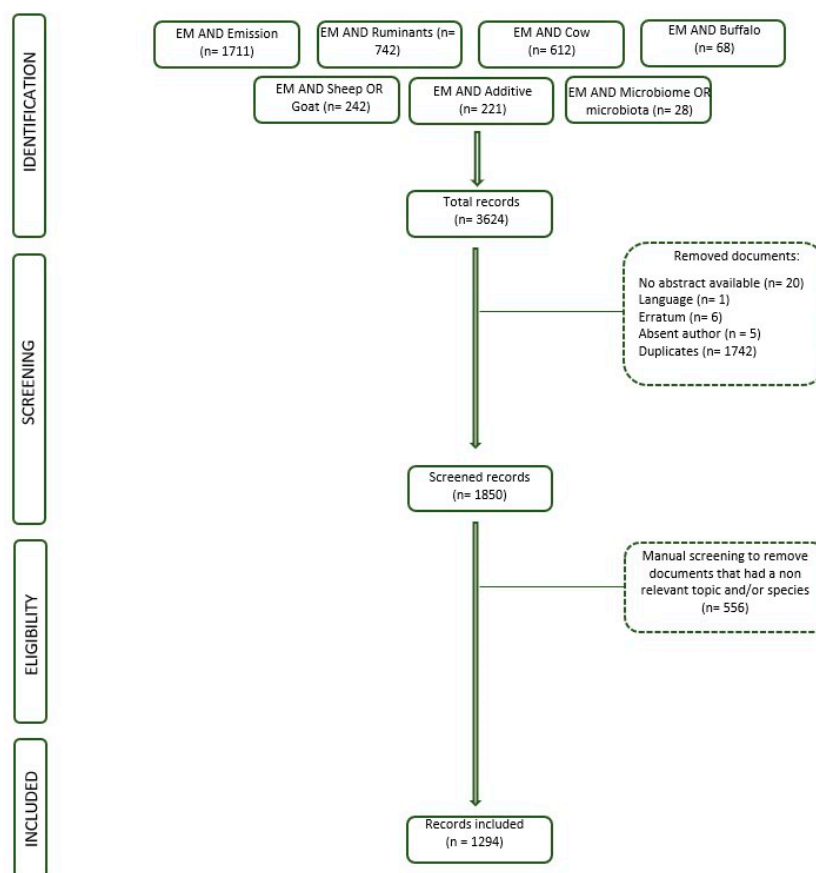 IDENTIFICATION
EM AND Emission
(n= 1711)
EM AND Ruminants (n=
742)
EM AND Cow
(n= 612)
EM AND Buffalo
(n= 68)
EM AND Sheep OR
Goat (n= 242)
EM AND Additive
(n= 221)
EM AND Microbiome OR
microbiota (n= 28)
Total records
(n= 3624)
SCREENING
Removed documents:
No abstract available (n= 20)
Language (n= 1)
Erratum (n= 6)
Absent author (n = 5)
Duplicates (n= 1742)
Screened records
(n= 1850)
ELIGIBILITY
Manual screening to remove
documents that had a non
relevant topic and/or species
(n= 556)
INCLUDED
Records included
(n = 1294)